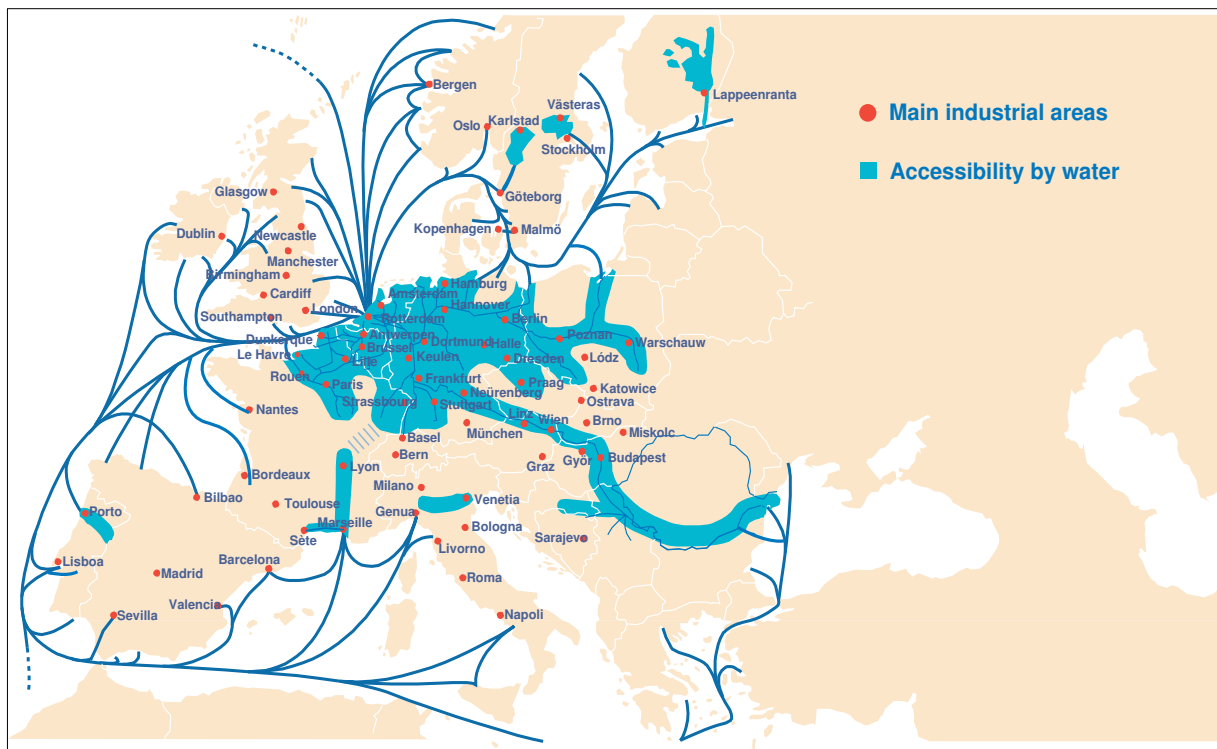 Bergen
Lappeenranta
Västeras
Main industrial areas
Karlstad
Oslo
Stockholm
Accessibility by water
Glasgow
Göteborg
Kopenhagen
Malmö
Dublin
Newcastle
Manchester
Birmingham
Hamburg
Cardiff
Amsterdam
London
Hannover
Southampton
Rotterdam
Berlin
Dunkerque
Antwerpen
Poznan
Brüssel
Dortmund
Halle
Warschauw
Le Havre
Lille
Keulen
Dresden
Lódz
Rouen
Paris
Frankfurt
Praag
Katowice
Neürenberg
Strassbourg
Stuttgart
Ostrava
Nantes
Linz
Wien
Brno
München
Miskolc
Basel
Bern
Györ
Budapest
Graz
Lyon
Bordeaux
Milano
Bilbao
Toulouse
Venetia
Porto
Genua
Marseille
Bologna
Sète
Sarajevo
Livorno
Lisboa
Barcelona
Madrid
Roma
Valencia
Sevilla
Napoli